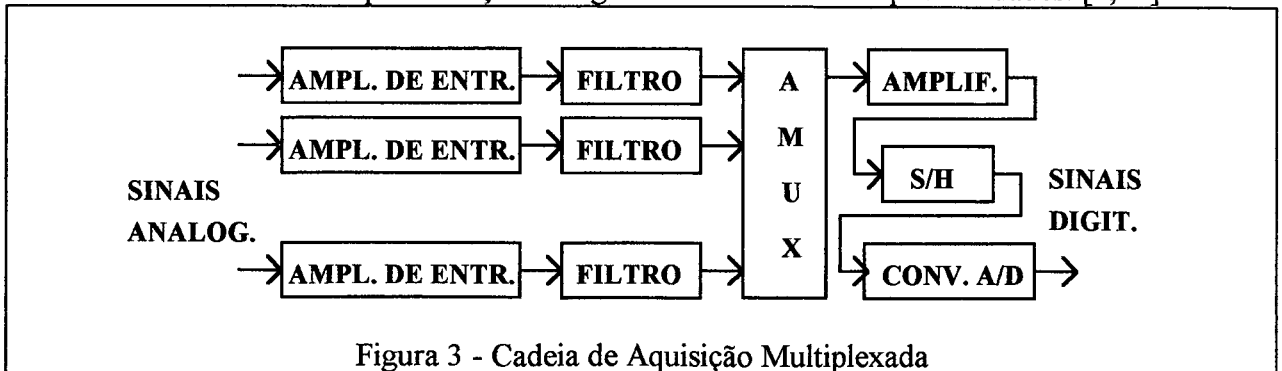 AMPL. DE ENTR. FILTRO A AMPLIF.
AMPL. DE ENTR. FILTRO M
S/H
SINAIS U SINAIS
ANALOG. DIGIT.
AMPL. DE ENTR. FILTRO X CONV. A/D
Figura 3 - Cadeia de Aquisição Multiplexada